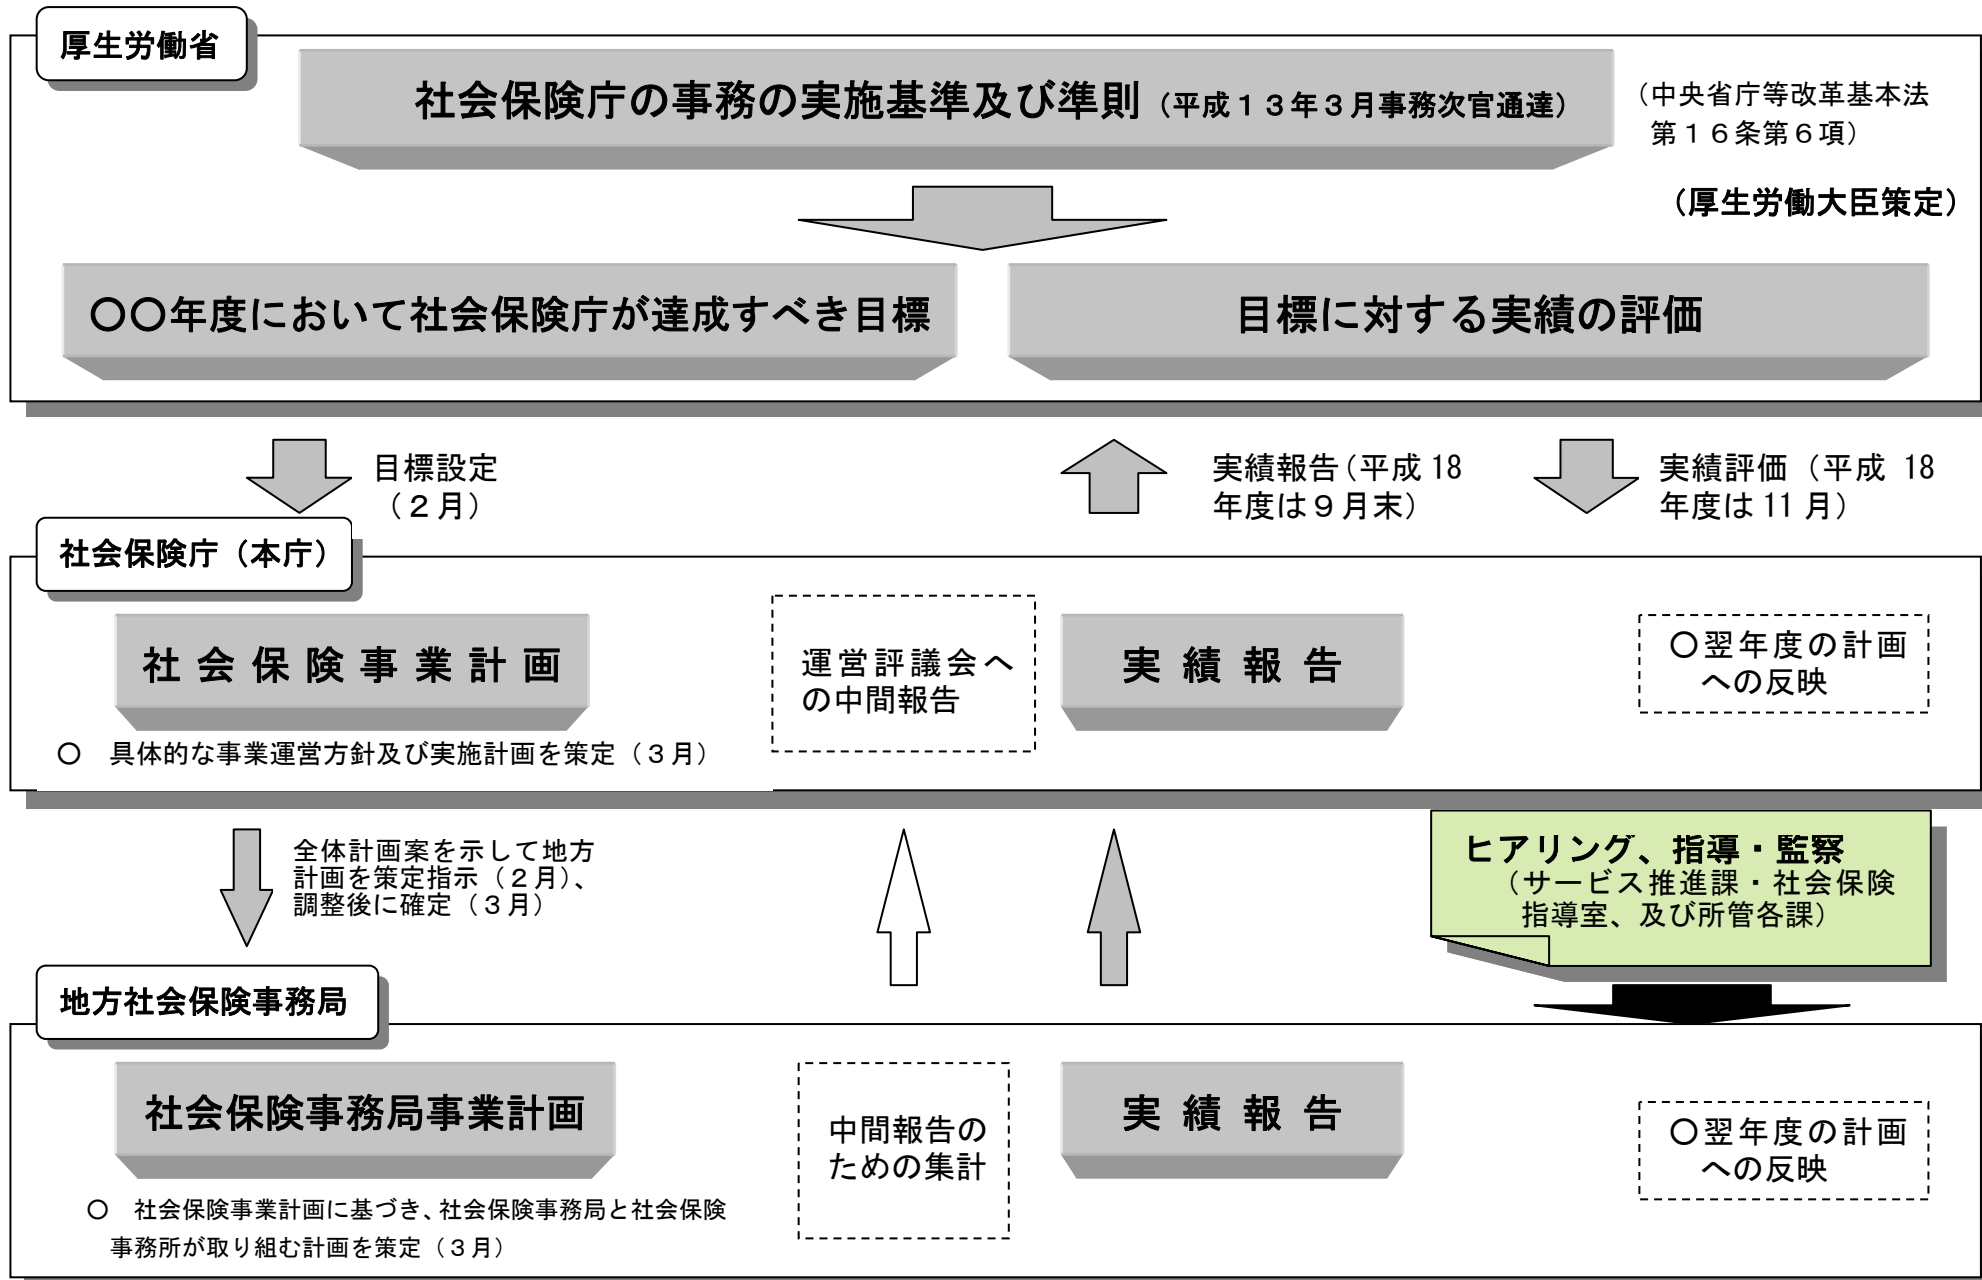 厚生労働省
社会保険庁の事務の実施基準及び準則（平成１３年３月事務次官通達）
（中央省庁等改革基本法
第１６条第６項）
（厚生労働大臣策定）
〇〇年度において社会保険庁が達成すべき目標
目標に対する実績の評価
目標設定
（２月）
実績報告（平成 18
年度は９月末）
実績評価（平成 18
年度は 11 月）
社会保険庁（本庁）
社会保険事業計画
〇　具体的な事業運営方針及び実施計画を策定（３月）
運営評議会へ
の中間報告
実績報告
〇翌年度の計画
への反映
全体計画案を示して地方
計画を策定指示（２月）、
調整後に確定（３月）
ヒアリング、指導・監察
（サービス推進課・社会保険
指導室、及び所管各課）
地方社会保険事務局
社会保険事務局事業計画
〇　社会保険事業計画に基づき、社会保険事務局と社会保険
事務所が取り組む計画を策定（３月）
中間報告の
ための集計
実績報告
〇翌年度の計画
への反映